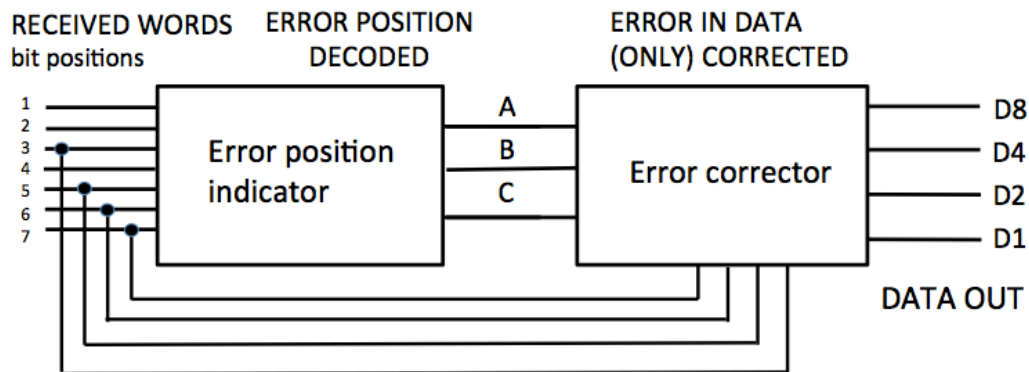 RECEIVED WORDS
bit positions
ERROR POSITION
DECODED
ERROR IN DATA
(ONLY) CORRECTED
1
2
3
4
5
6
7
Error position
indicator
A
B
C
Error corrector
D8
D4
D2
D1
DATA OUT